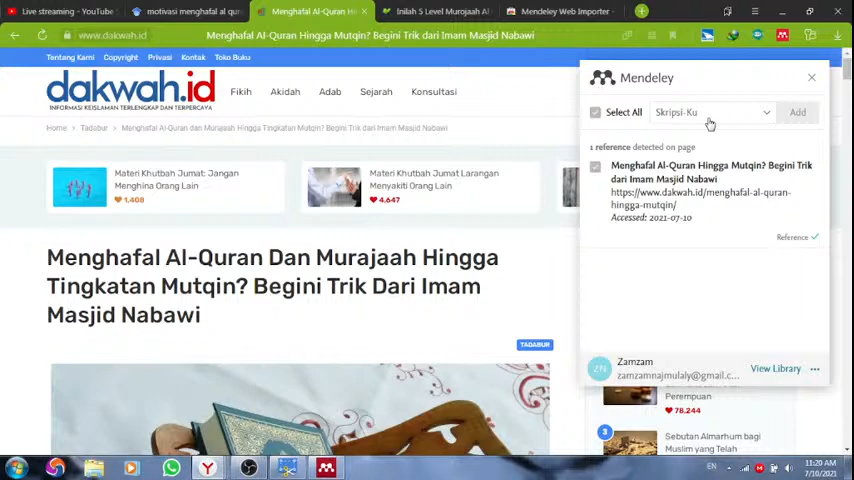 Live streaming - YouTube
motivasi menghafal al qur
Menghafal Al-Quran Hin
Inilah 5 Level Murojaah Al
Mendeley Web Importer -
www.dakwah.id
Menghafal Al-Quran Hingga Mutqin? Begini Trik Dari Imam Masjid Nabawi
Tentang Kami
Copyright
Privasi
Kontak
Toko Buku
dakwah.id
INFORMASI KEISLAMAN TERLENGKAP DAN TERPERCAYA
Fikih
Akidah
Adab
Sejarah
Konsultasi
Home
Tadabur
Menghafal Al-Quran dan Murajaah Hingga Tingkatan Mutqin? Begini Trik dari Imam Masjid Nabawi
Materi Khutbah Jumat: Jangan
Menghina Orang Lain
1,408
Materi Khutbah Jumat Larangan
Menyakiti Orang Lain
4.647
Menghafal Al-Quran Dan Murajaah Hingga
Tingkatan Mutqin? Begini Trik Dari Imam
Masjid Nabawi
TADABUR
Mendeley
Select All
Skripsi-Ku
Add
1 reference detected on page
Menghafal Al-Quran Hingga Mutqin? Begini Trik
dari Imam Masjid Nabawi
https://www.dakwah.id/menghafal-al-quran-
hingga-mutqin/
Accessed: 2021-07-10
Reference
ZN
Zamzam
zamzamnajmulaly@gmail.c...
View Library
Perempuan
78.244
3
Sebutan Almarhum bagi
Muslim yang Telah
EN
11:20 AM
7/10/2021